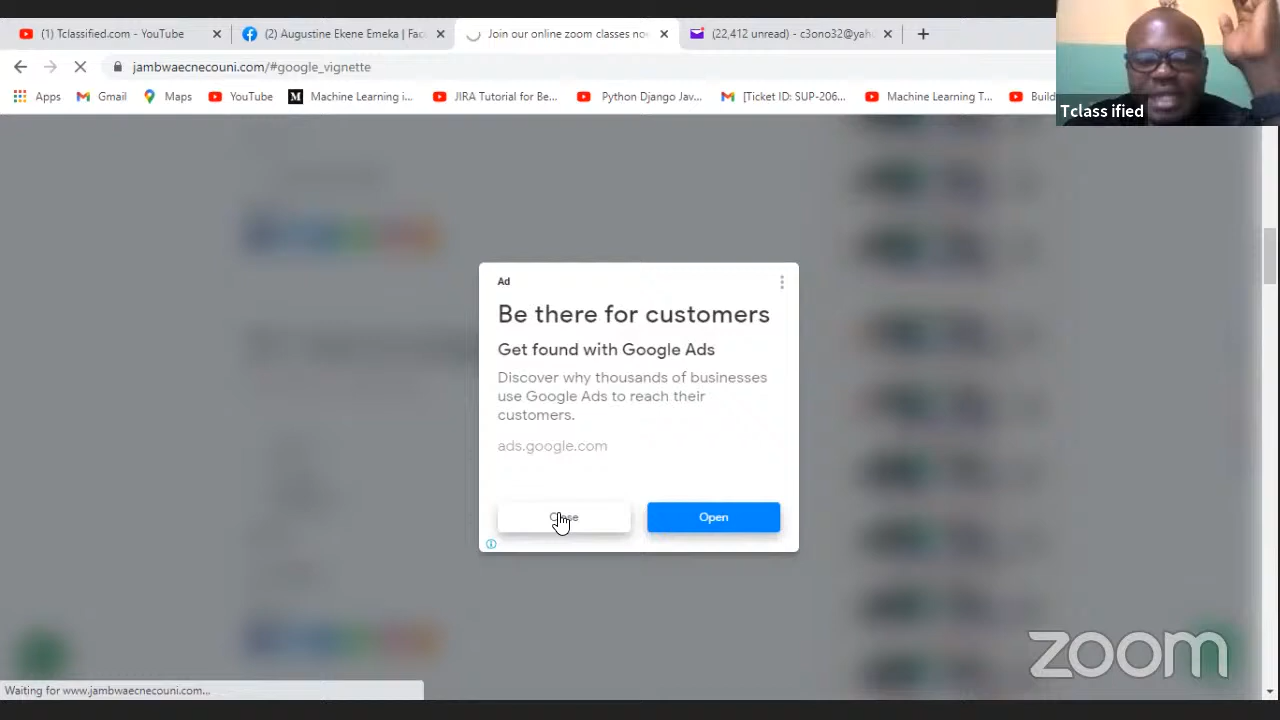 (1) Tclassified.com - YouTube
(2) Augustine Ekene Emeka | Fac
Join our online zoom classes no
(22,412 unread) - c3ono32@yah
jambwaecnecouni.com/#google_vignette
Apps
Gmail
Maps
YouTube
Machine Learning i...
JIRA Tutorial for Be...
Python Django Jav...
[Ticket ID: SUP-206...
Machine Learning T...
Build
Tclass ified
Ad
Be there for customers
Get found with Google Ads
Discover why thousands of businesses
use Google Ads to reach their
customers.
ads.google.com
Close
Open
zoom
Waiting for www.jambwaecnecouni.com...